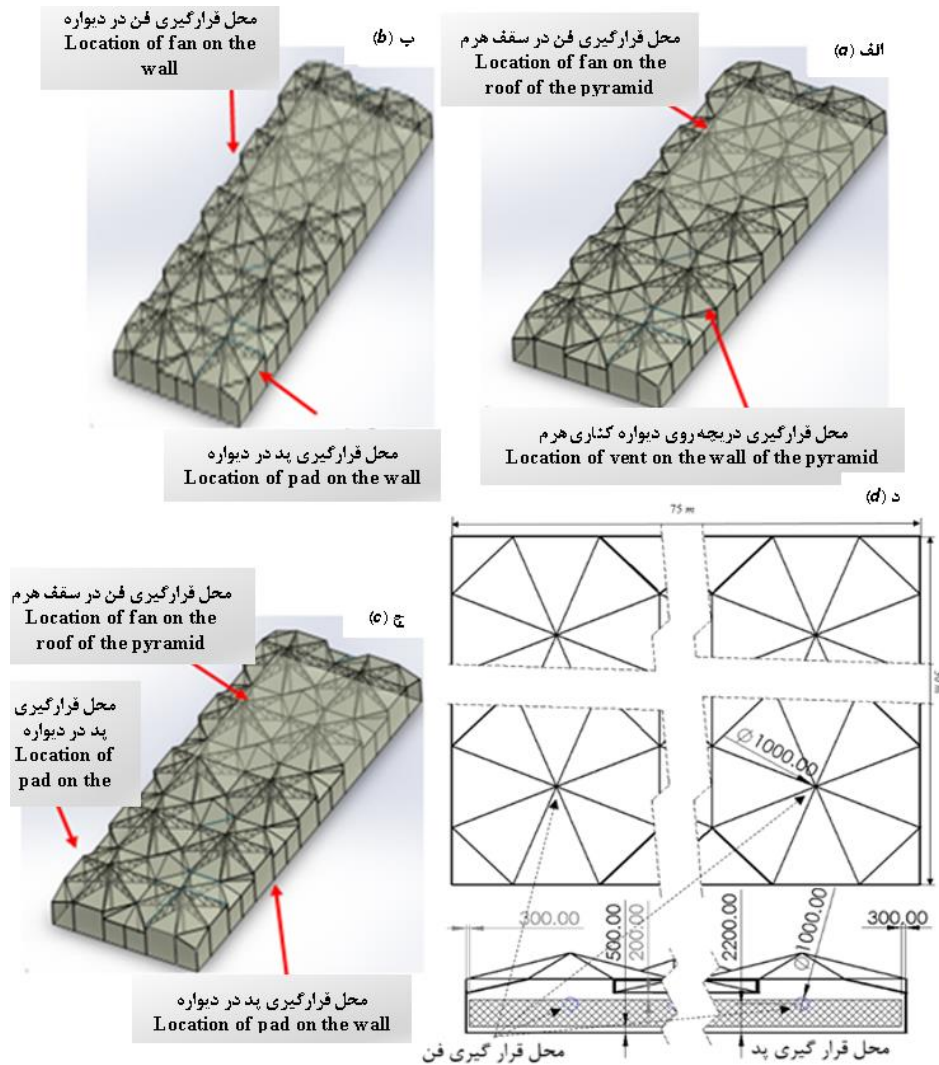 الف (a)
محل قرارگیری فن در سقف هرم
Location of fan on the
roof of the pyramid
محل قرارگیری دریچه روی دیواره کناری هرم
Location of vent on the wall of the pyramid
ب (b)
محل قرارگیری فن در دیواره
Location of fan on the
wall
محل قرارگیری پد در دیواره
Location of pad on the wall
ج (c)
محل قرارگیری فن در سقف هرم
Location of fan on the
roof of the pyramid
محل قرارگیری
پد در دیواره
Location of
pad on the
محل قرارگیری پد در دیواره
Location of pad on the wall
د (d)
75 m
Ø1000.00
300.00
500.00
200.00
2200.00
Ø1000.00
300.00
محل قرار گیری فن
محل قرار گیری پد